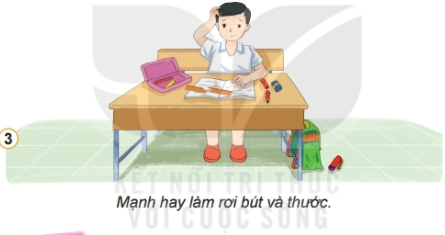 3
Mạnh hay làm rơi bút và thước.
KẾT NỐI TRI THỨC
VỚI CUỘC SỐNG